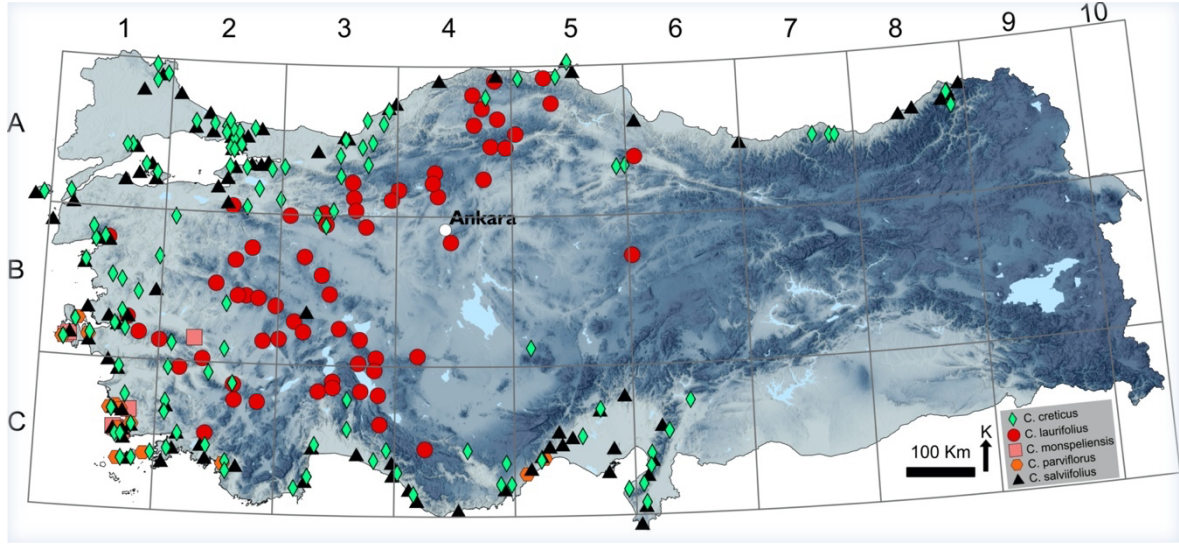 1 2 3 4 5 6 7 8 9 10
A
B
C
Ankara
100 Km
K
C. creticus
C. laurifolius
C. monspeliensis
C. parviflorus
C. salviifolius